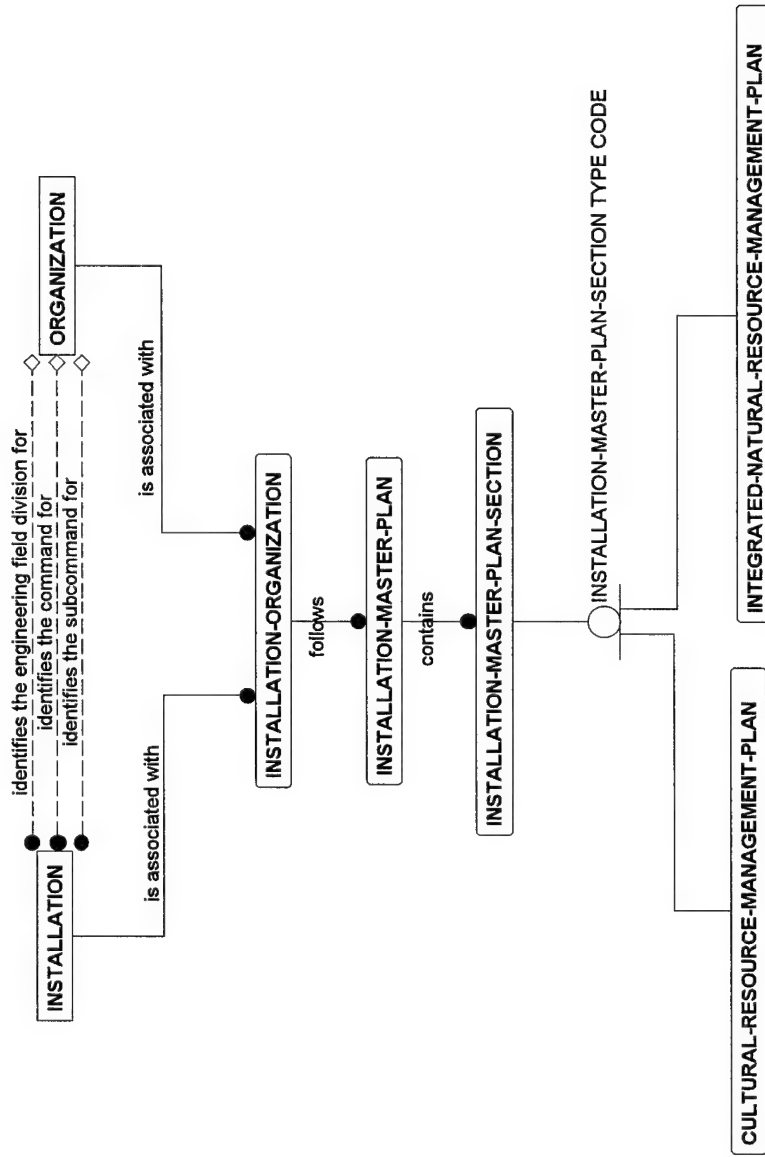 identifies the engineering field division for
identifies the command for
identifies the subcommand for
INSTALLATION
ORGANIZATION
is associated with
is associated with
INSTALLATION-ORGANIZATION
follows
INSTALLATION-MASTER-PLAN
contains
INSTALLATION-MASTER-PLAN-SECTION
INSTALLATION-MASTER-PLAN-SECTION TYPE CODE
CULTURAL-RESOURCE-MANAGEMENT-PLAN
INTEGRATED-NATURAL-RESOURCE-MANAGEMENT-PLAN